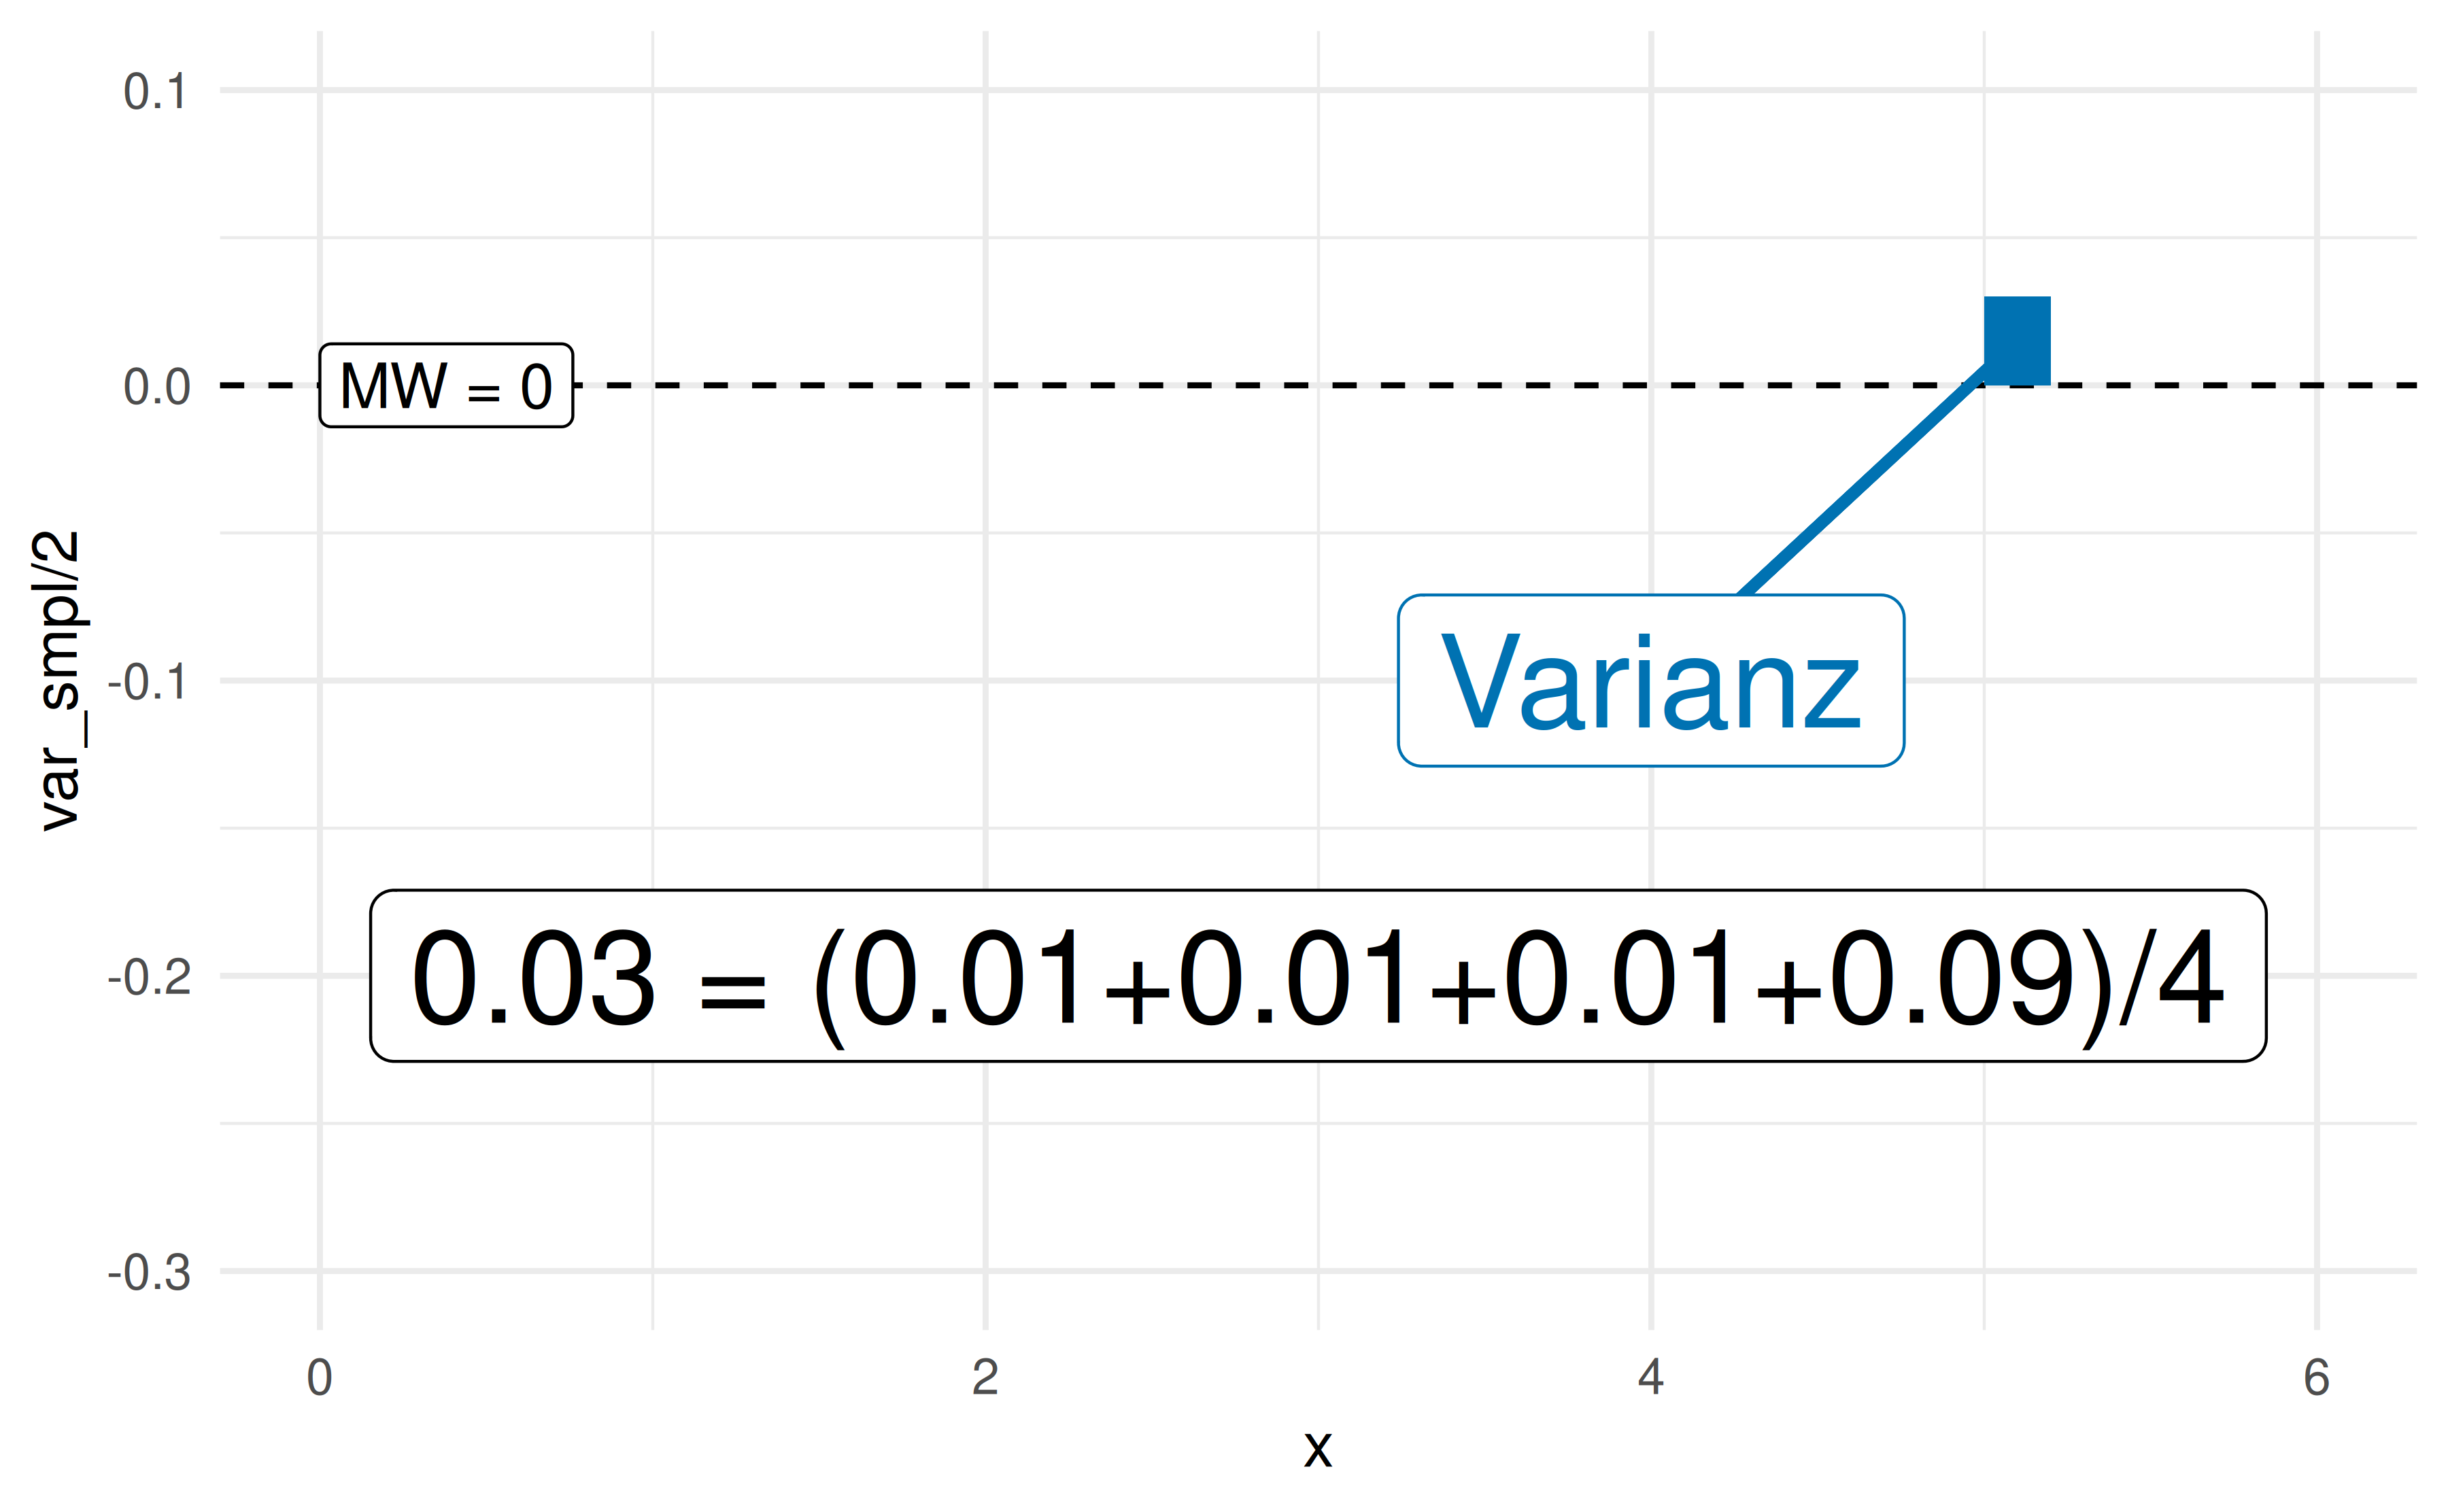 0.1
0.0
MW = 0
var_smpl/2
-0.1
Varianz
-0.2
0.03 = (0.01+0.01+0.01+0.09)/4
-0.3
0 2 4 6
x